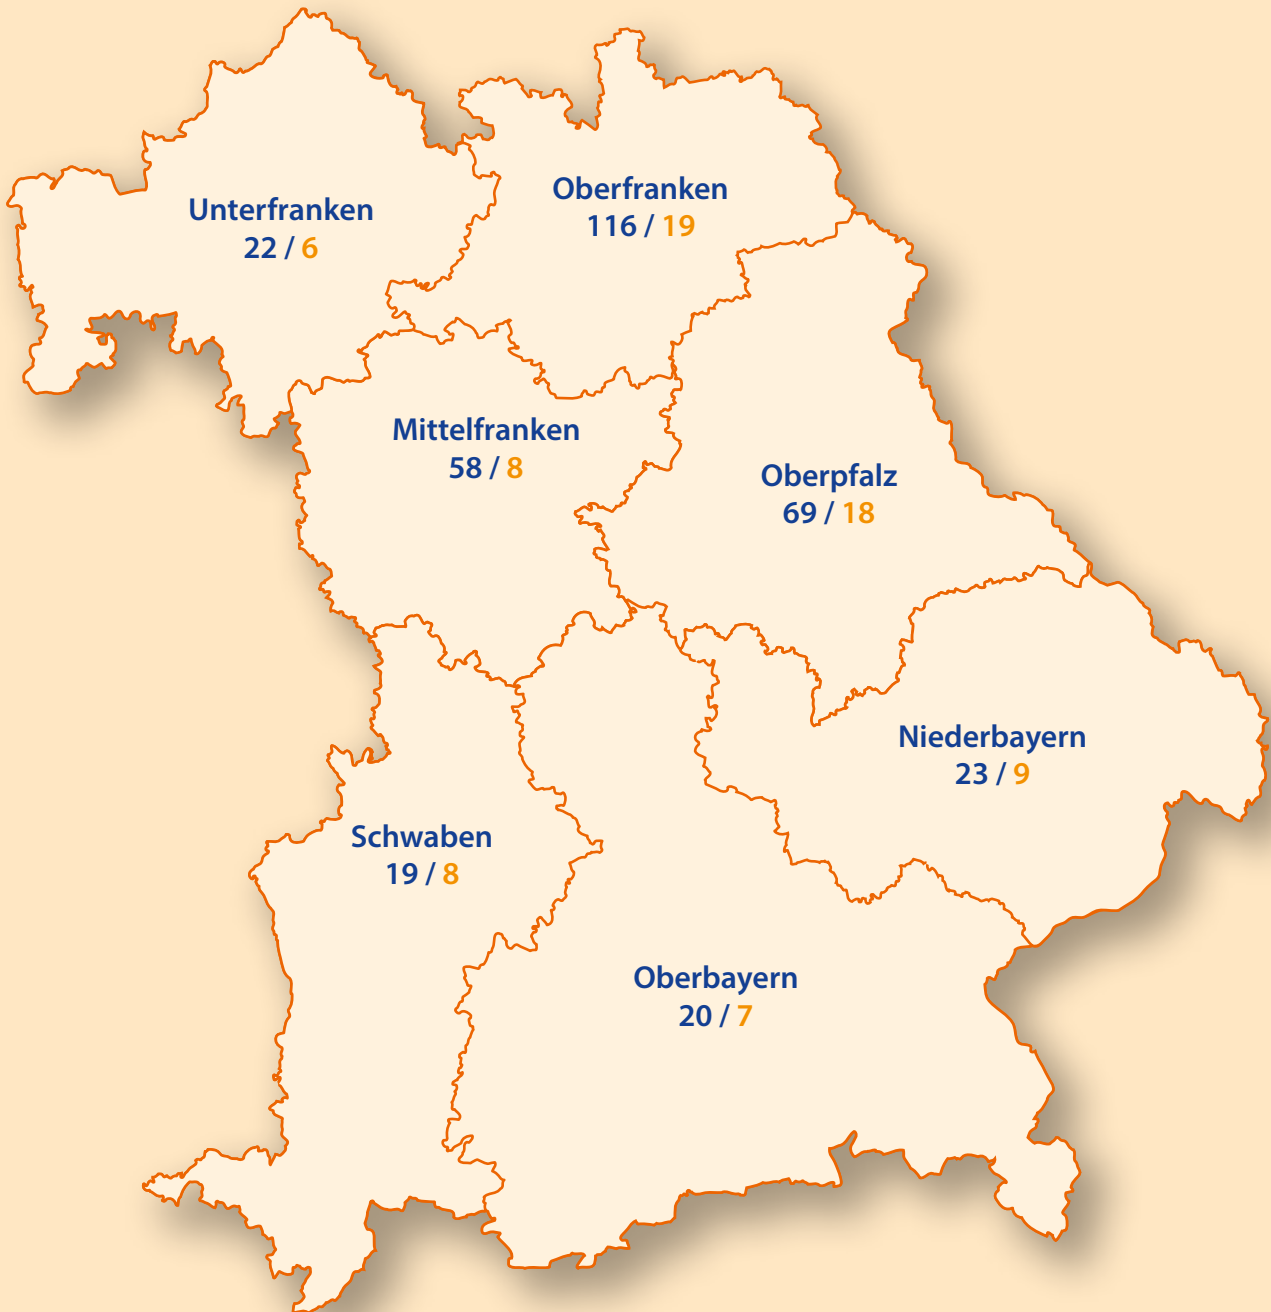 Unterfranken
22 / 6
Oberfranken
116 / 19
Mittelfranken
58 / 8
Oberpfalz
69 / 18
Niederbayern
23 / 9
Schwaben
19 / 8
Oberbayern
20 / 7